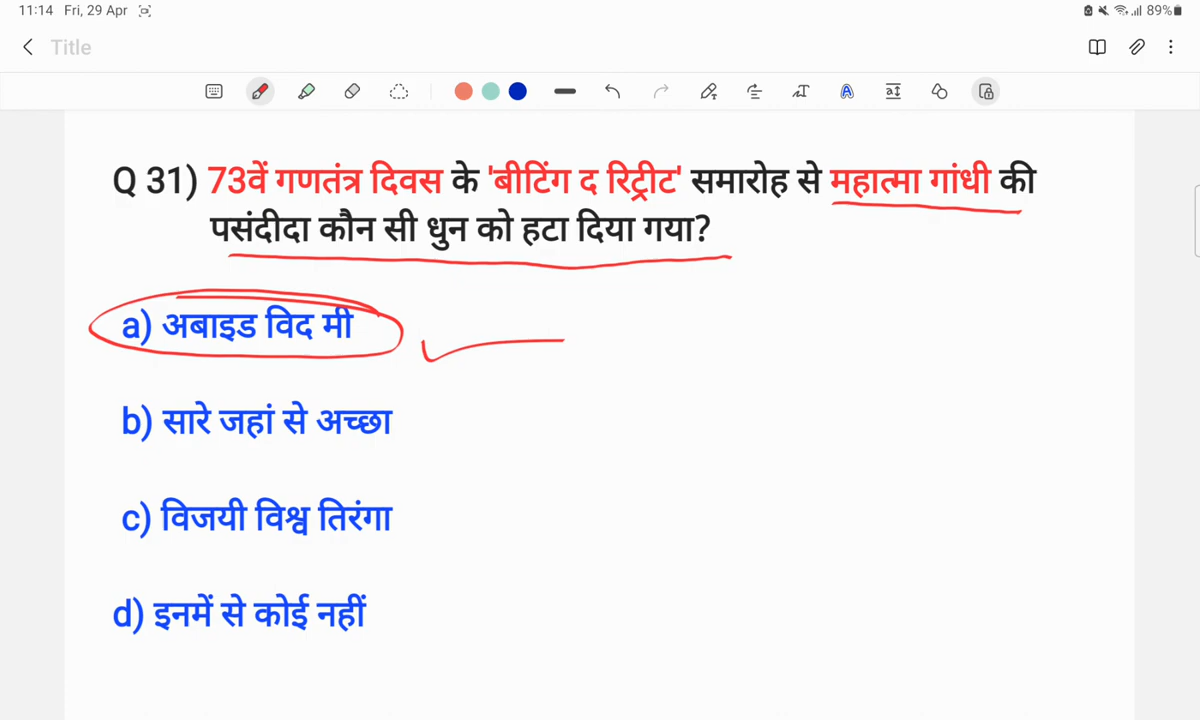 11:14 Fri, 29 Apr 89%
Title
Q 31) 73वें गणतंत्र दिवस के 'बीटिंग द रिट्रीट' समारोह से महात्मा गांधी की
पसंदीदा कौन सी धुन को हटा दिया गया?
a) अबाइड विद मी
b) सारे जहां से अच्छा
c) विजयी विश्व तिरंगा
d) इनमें से कोई नहीं